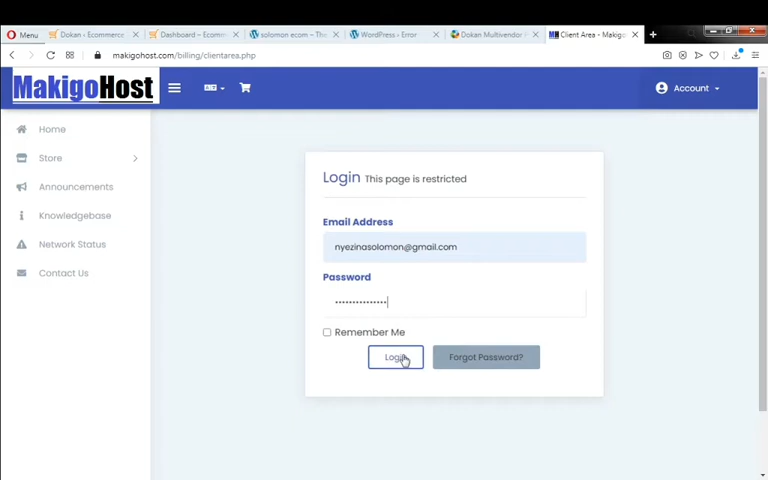 Menu
Dokan ‹ Ecommerce
Dashboard – Ecomm
solomon ecom – The
WordPress › Error
Dokan Multivendor P
Client Area - Makigo
makigohost.com/billing/clientarea.php
MakigoHost
Account
Home
Store
Announcements
Knowledgebase
Network Status
Contact Us
Login This page is restricted
Email Address
nyezinasolomon@gmail.com
Password
Remember Me
Login
Forgot Password?